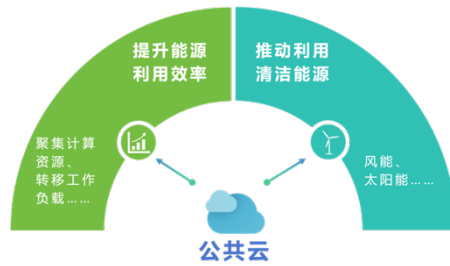 提升能源
利用效率
推动利用
清洁能源
聚集计算
资源、
转移工作
负载……
风能、
太阳能……
公共云